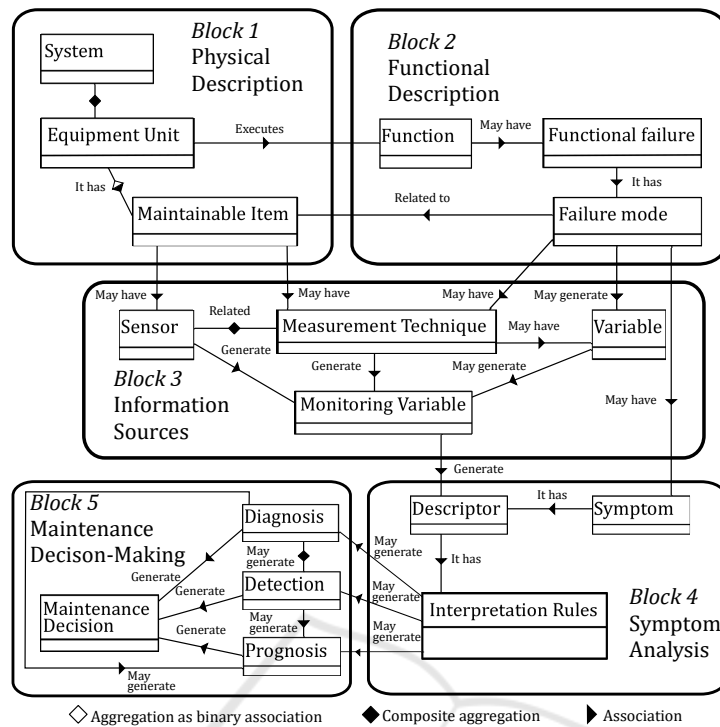 Block 1
Physical
Description
System
Equipment Unit
It has
Maintainable Item
Executes
Block 2
Functional
Description
Function
May have
Functional failure
It has
Failure mode
Related to
May have
May have
May have
May generate
Sensor
Related
Measurement Technique
May have
Variable
Generate
Generate
May generate
Block 3
Information
Sources
Monitoring Variable
May have
Generate
Block 5
Maintenance
Decison-Making
Diagnosis
May
generate
Generate
Detection
Generate
May
generate
Maintenance
Decision
Generate
Prognosis
May
generate
Descriptor
It has
Symptom
It has
May
generate
May
generate
May
generate
Interpretation Rules
Block 4
Symptom
Analysis
Aggregation as binary association
Composite aggregation
Association